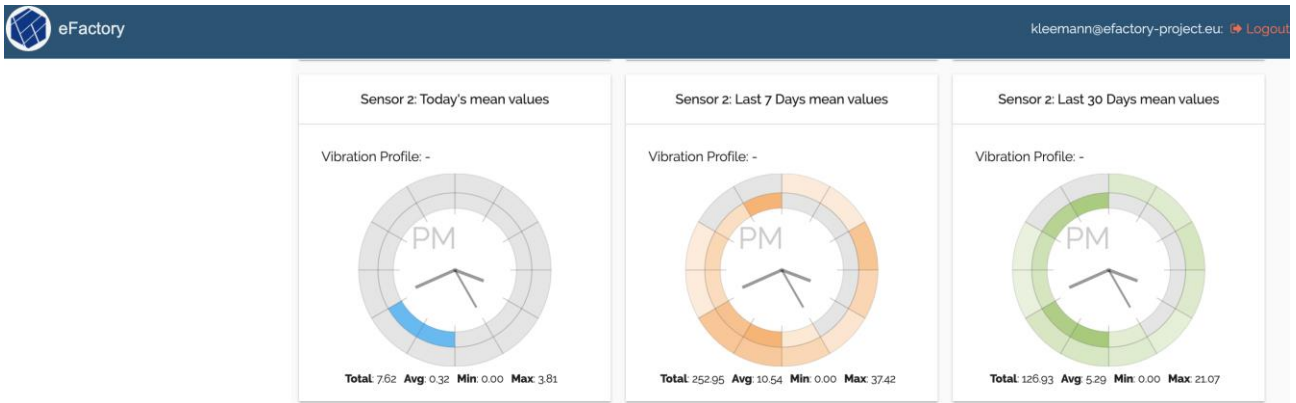 eFactory
kleemann@efactory-project.eu: Logout
Sensor 2: Today's mean values
Vibration Profile: -
PM
Total: 7.62 Avg: 0.32 Min: 0.00 Max: 3.81
Sensor 2: Last 7 Days mean values
Vibration Profile: -
PM
Total: 252.95 Avg: 10.54 Min: 0.00 Max: 37.42
Sensor 2: Last 30 Days mean values
Vibration Profile: -
PM
Total: 126.93 Avg: 5.29 Min: 0.00 Max: 21.07